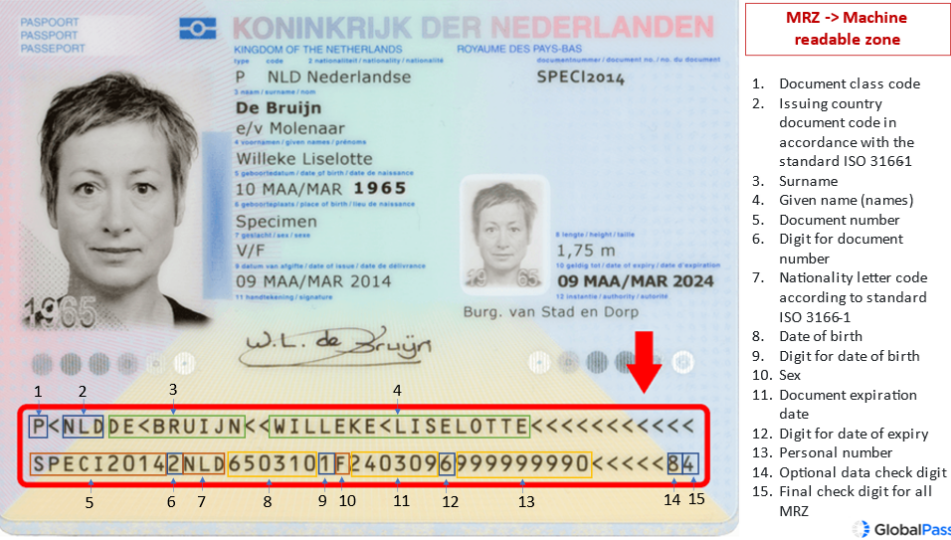 PASPOORT
PASSPORT
PASSEPORT
KONINKRIJK DER NEDERLANDEN
KINGDOM OF THE NETHERLANDS ROYAUME DES PAYS-BAS
type code 2 nationaliteit / nationality / nationalité documentnummer / document no. / no. du document
P NLD Nederlandse SPECI2014
3 naam / surname / nom
De Bruijn
e/v Molenaar
4 voornamen / given names / prénoms
Willeke Liselotte
5 geboortedatum / date of birth / date de naissance
10 MAA/MAR 1965
6 geboorteplaats / place of birth / lieu de naissance
Specimen
7 geslacht / sex / sexe 8 lengte / height / taille
V/F 1,75 m
9 datum van afgifte / date of issue / date de délivrance 10 geldig tot / date of expiry / date d'expiration
09 MAA/MAR 2014 09 MAA/MAR 2024
11 handtekening / signature 12 instantie / authority / autorité
Burg. van Stad en Dorp
1965
W.L. de Bruijn
1 2 3 4
P<NLDDE<BRUIJN<<WILLEKE<LISELOTTE<<<<<<<<<<<
SPECI20142NLD6503101F2403096999999990<<<<<84
5 6 7 8 9 10 11 12 13 14 15
MRZ -> Machine
readable zone
1. Document class code
2. Issuing country
document code in
accordance with the
standard ISO 31661
3. Surname
4. Given name (names)
5. Document number
6. Digit for document
number
7. Nationality letter code
according to standard
ISO 3166-1
8. Date of birth
9. Digit for date of birth
10. Sex
11. Document expiration
date
12. Digit for date of expiry
13. Personal number
14. Optional data check digit
15. Final check digit for all
MRZ
GlobalPass